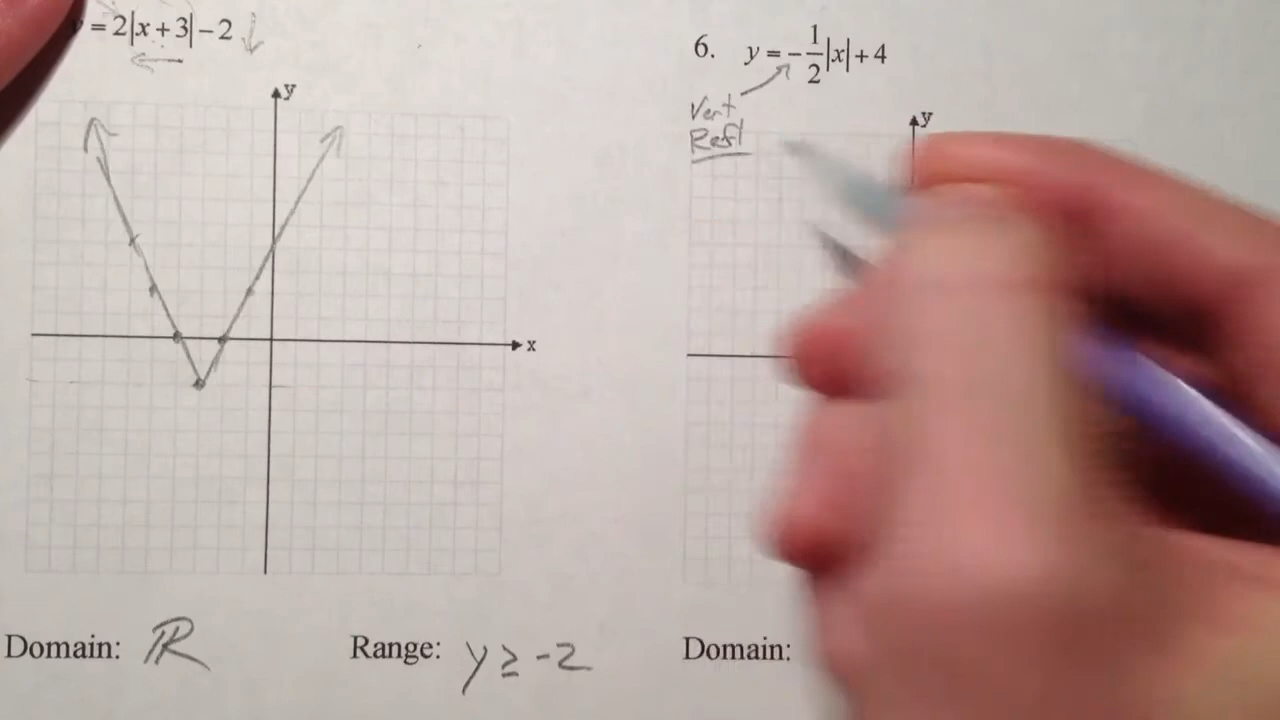 = 2|x + 3| − 2
y
x
Domain: ℝ
Range: y ≥ -2
6. y = −1/2|x| + 4
Vert
Refl
y
Domain: